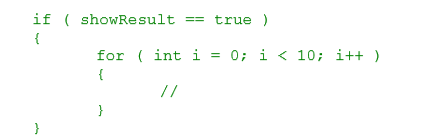 if ( showResult == true )
{
for ( int i = 0; i < 10; i++ )
{
//
}
}